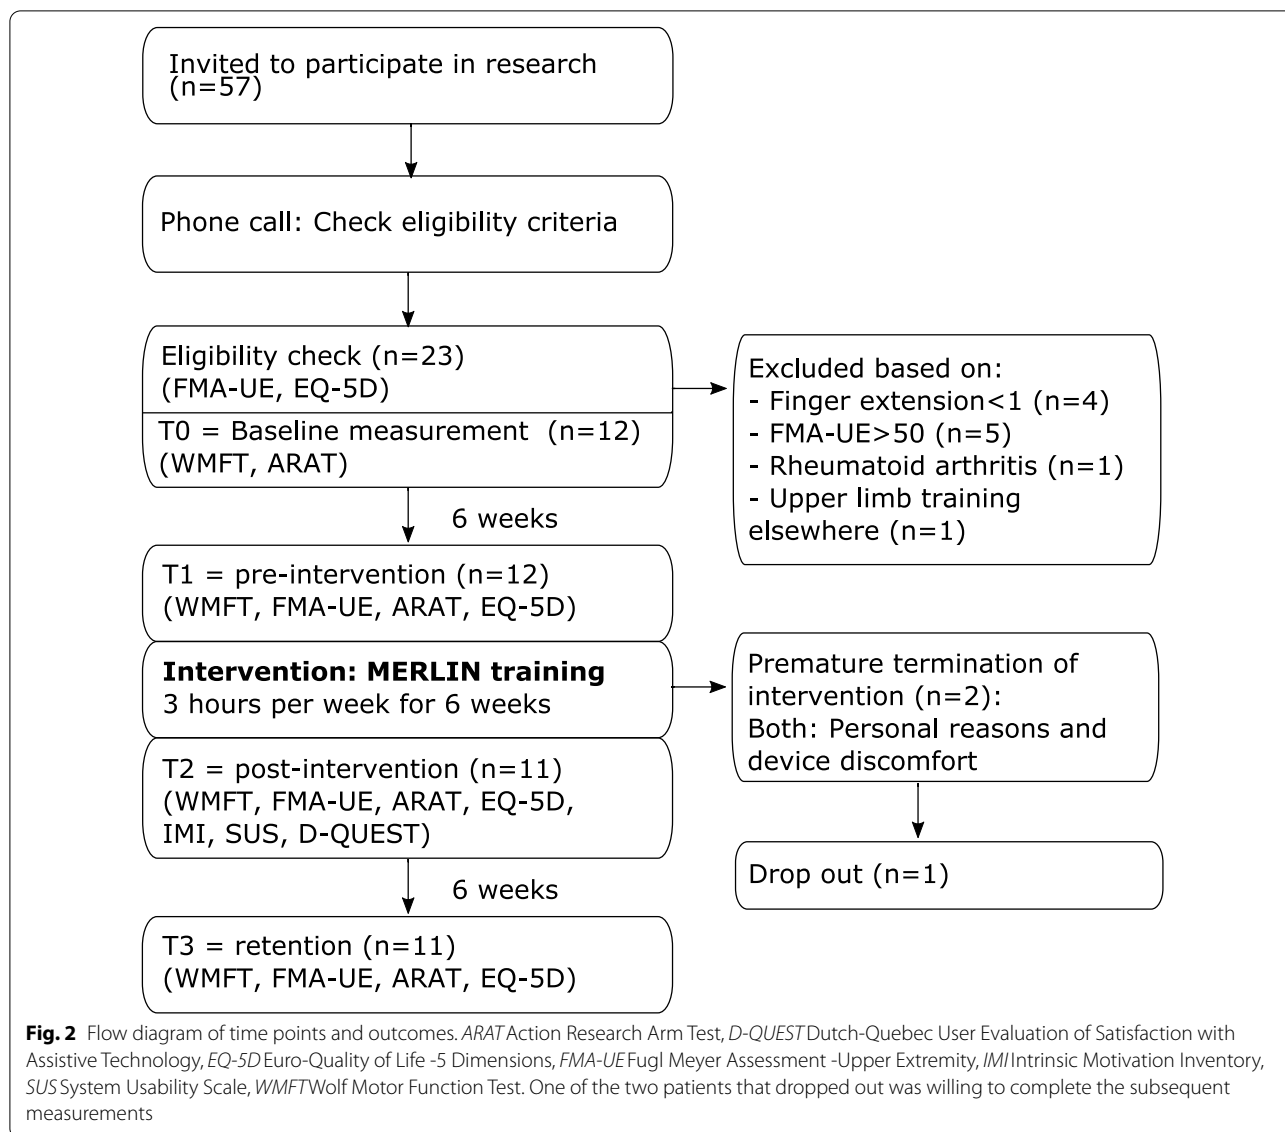 Invited to participate in research
(n=57)
Phone call: Check eligibility criteria
Eligibility check (n=23)
(FMA-UE, EQ-5D)
T0 = Baseline measurement (n=12)
(WMFT, ARAT)
Excluded based on:
- Finger extension<1 (n=4)
- FMA-UE>50 (n=5)
- Rheumatoid arthritis (n=1)
- Upper limb training
elsewhere (n=1)
6 weeks
T1 = pre-intervention (n=12)
(WMFT, FMA-UE, ARAT, EQ-5D)
Intervention: MERLIN training
3 hours per week for 6 weeks
Premature termination of
intervention (n=2):
Both: Personal reasons and
device discomfort
T2 = post-intervention (n=11)
(WMFT, FMA-UE, ARAT, EQ-5D,
IMI, SUS, D-QUEST)
Drop out (n=1)
6 weeks
T3 = retention (n=11)
(WMFT, FMA-UE, ARAT, EQ-5D)
Fig. 2 Flow diagram of time points and outcomes. ARAT Action Research Arm Test, D-QUEST Dutch-Quebec User Evaluation of Satisfaction with
Assistive Technology, EQ-5D Euro-Quality of Life -5 Dimensions, FMA-UE Fugl Meyer Assessment -Upper Extremity, IMI Intrinsic Motivation Inventory,
SUS System Usability Scale, WMFT Wolf Motor Function Test. One of the two patients that dropped out was willing to complete the subsequent
measurements